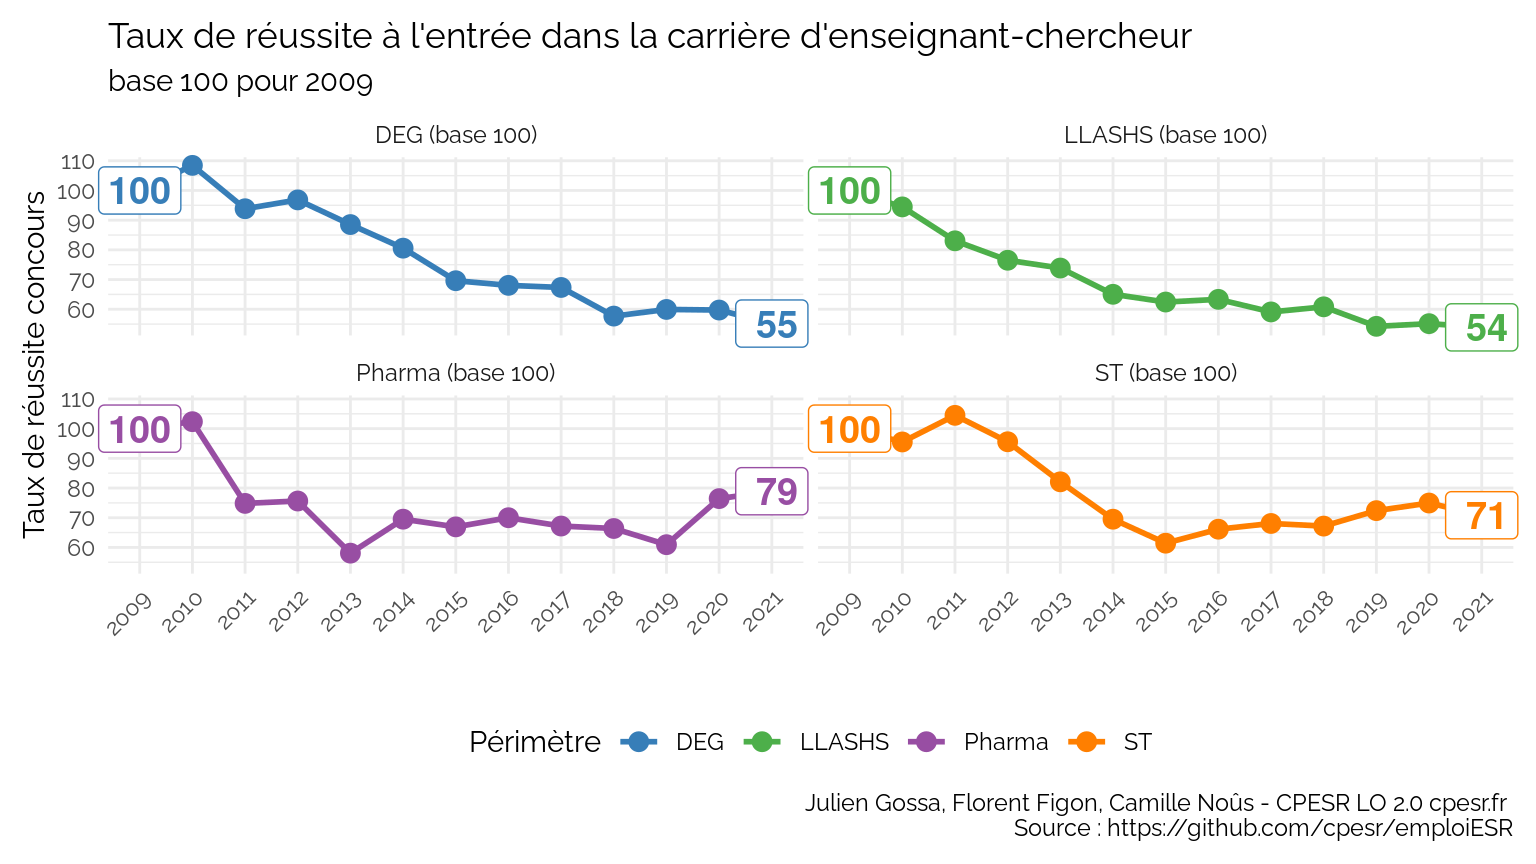 Taux de réussite à l'entrée dans la carrière d'enseignant-chercheur
base 100 pour 2009
Taux de réussite concours
DEG (base 100)
LLASHS (base 100)
110
100
90
80
70
60
100
55
100
54
Pharma (base 100)
ST (base 100)
110
100
90
80
70
60
100
79
100
71
2009 2010 2011 2012 2013 2014 2015 2016 2017 2018 2019 2020 2021
2009 2010 2011 2012 2013 2014 2015 2016 2017 2018 2019 2020 2021
Périmètre DEG LLASHS Pharma ST
Julien Gossa, Florent Figon, Camille Noûs - CPESR LO 2.0 cpesr.fr
Source : https://github.com/cpesr/emploiESR